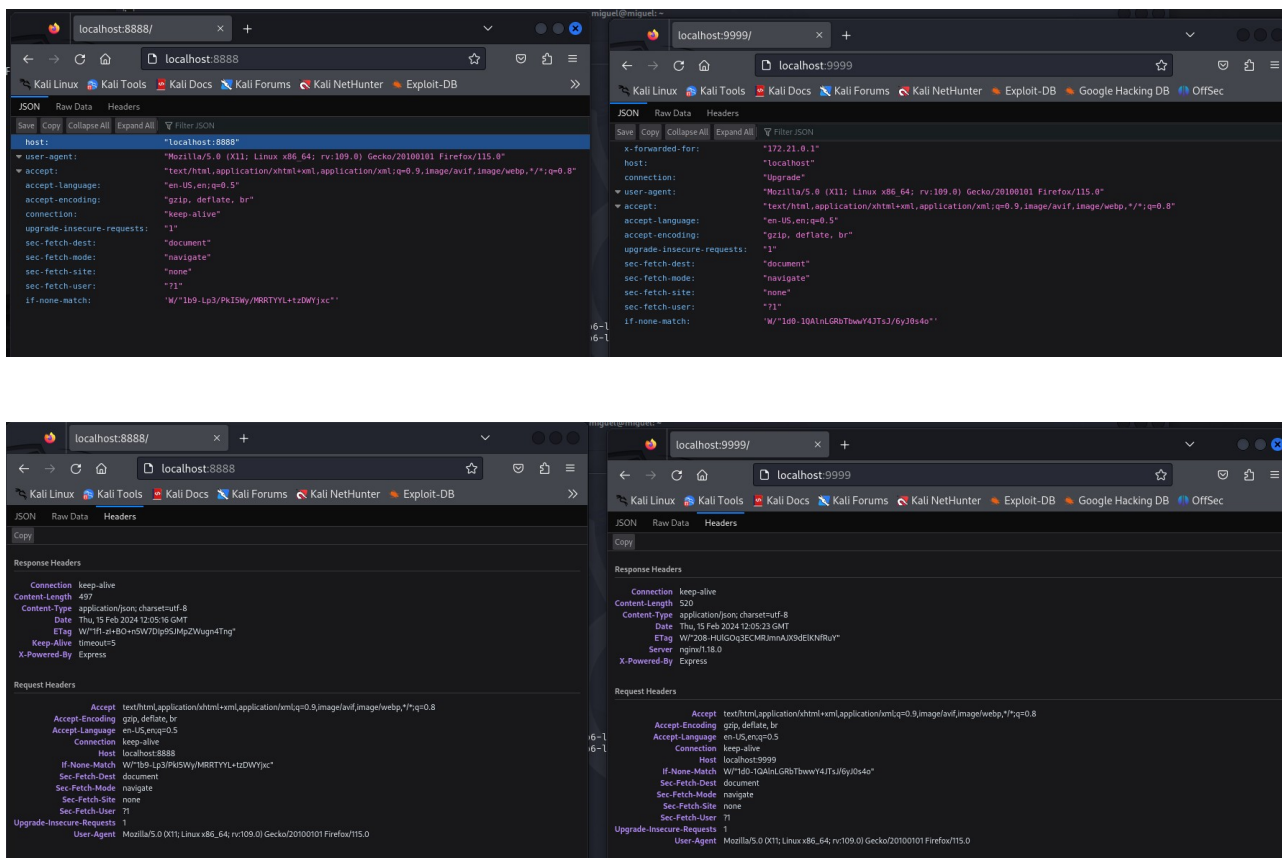 miguel@miguel: ~
localhost:8888/
localhost:8888
Kali Linux Kali Tools Kali Docs Kali Forums Kali NetHunter Exploit-DB
JSON Raw Data Headers
Save Copy Collapse All Expand All Filter JSON
host: "localhost:8888"
user-agent: "Mozilla/5.0 (X11; Linux x86_64; rv:109.0) Gecko/20100101 Firefox/115.0"
accept: "text/html,application/xhtml+xml,application/xml;q=0.9,image/avif,image/webp,*/*;q=0.8"
accept-language: "en-US,en;q=0.5"
accept-encoding: "gzip, deflate, br"
connection: "keep-alive"
upgrade-insecure-requests: "1"
sec-fetch-dest: "document"
sec-fetch-mode: "navigate"
sec-fetch-site: "none"
sec-fetch-user: "?1"
if-none-match: 'W/"1b9-Lp3/PkI5Wy/MRRTYYL+tzDWYjxc"'
localhost:9999/
localhost:9999
Kali Linux Kali Tools Kali Docs Kali Forums Kali NetHunter Exploit-DB Google Hacking DB OffSec
JSON Raw Data Headers
Save Copy Collapse All Expand All Filter JSON
x-forwarded-for: "172.21.0.1"
host: "localhost"
connection: "Upgrade"
user-agent: "Mozilla/5.0 (X11; Linux x86_64; rv:109.0) Gecko/20100101 Firefox/115.0"
accept: "text/html,application/xhtml+xml,application/xml;q=0.9,image/avif,image/webp,*/*;q=0.8"
accept-language: "en-US,en;q=0.5"
accept-encoding: "gzip, deflate, br"
upgrade-insecure-requests: "1"
sec-fetch-dest: "document"
sec-fetch-mode: "navigate"
sec-fetch-site: "none"
sec-fetch-user: "?1"
if-none-match: 'W/"1d0-1QAlnLGRbTbwwY4JTsJ/6yJ0s4o"'
localhost:8888/
localhost:8888
Kali Linux Kali Tools Kali Docs Kali Forums Kali NetHunter Exploit-DB
JSON Raw Data Headers
Copy
Response Headers
Connection keep-alive
Content-Length 497
Content-Type application/json; charset=utf-8
Date Thu, 15 Feb 2024 12:05:16 GMT
ETag W/"1f1-zI+BO+n5W7DIp9SJMpZWugn4Tng"
Keep-Alive timeout=5
X-Powered-By Express
Request Headers
Accept text/html,application/xhtml+xml,application/xml;q=0.9,image/avif,image/webp,*/*;q=0.8
Accept-Encoding gzip, deflate, br
Accept-Language en-US,en;q=0.5
Connection keep-alive
Host localhost:8888
If-None-Match W/"1b9-Lp3/PkI5Wy/MRRTYYL+tzDWYjxc"
Sec-Fetch-Dest document
Sec-Fetch-Mode navigate
Sec-Fetch-Site none
Sec-Fetch-User ?1
Upgrade-Insecure-Requests 1
User-Agent Mozilla/5.0 (X11; Linux x86_64; rv:109.0) Gecko/20100101 Firefox/115.0
localhost:9999/
localhost:9999
Kali Linux Kali Tools Kali Docs Kali Forums Kali NetHunter Exploit-DB Google Hacking DB OffSec
JSON Raw Data Headers
Copy
Response Headers
Connection keep-alive
Content-Length 520
Content-Type application/json; charset=utf-8
Date Thu, 15 Feb 2024 12:05:23 GMT
ETag W/"208-HUlGOq3ECMRJmnAJX9dElKNfRuY"
Server nginx/1.18.0
X-Powered-By Express
Request Headers
Accept text/html,application/xhtml+xml,application/xml;q=0.9,image/avif,image/webp,*/*;q=0.8
Accept-Encoding gzip, deflate, br
Accept-Language en-US,en;q=0.5
Connection keep-alive
Host localhost:9999
If-None-Match W/"1d0-1QAlnLGRbTbwwY4JTsJ/6yJ0s4o"
Sec-Fetch-Dest document
Sec-Fetch-Mode navigate
Sec-Fetch-Site none
Sec-Fetch-User ?1
Upgrade-Insecure-Requests 1
User-Agent Mozilla/5.0 (X11; Linux x86_64; rv:109.0) Gecko/20100101 Firefox/115.0